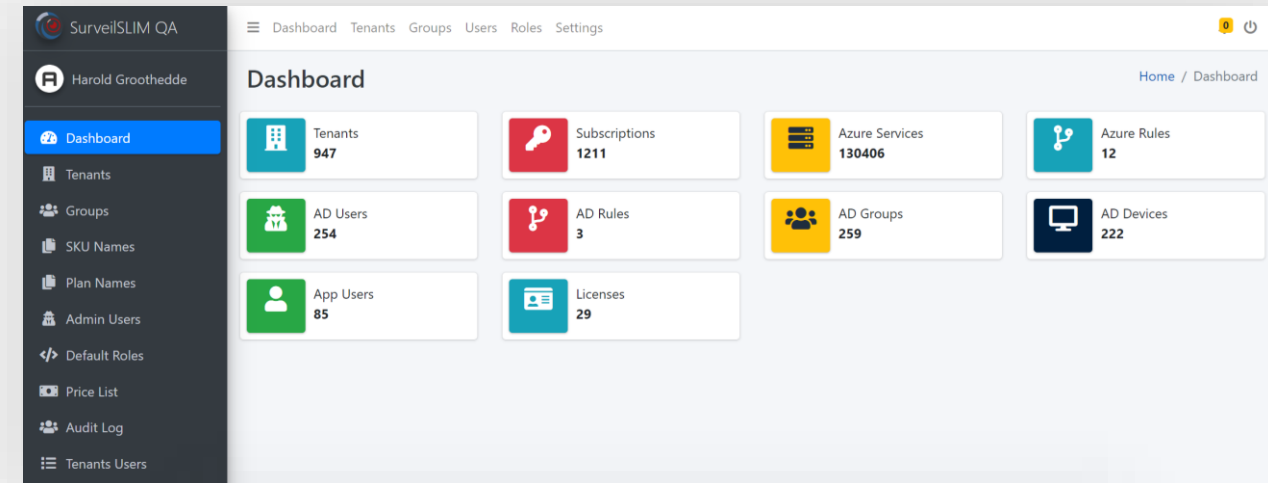 SurveilSLIM QA
Dashboard Tenants Groups Users Roles Settings
0
Harold Groothedde
Dashboard
Home / Dashboard
Dashboard
Tenants
Groups
SKU Names
Plan Names
Admin Users
Default Roles
Price List
Audit Log
Tenants Users
Tenants
947
Subscriptions
1211
Azure Services
130406
Azure Rules
12
AD Users
254
AD Rules
3
AD Groups
259
AD Devices
222
App Users
85
Licenses
29